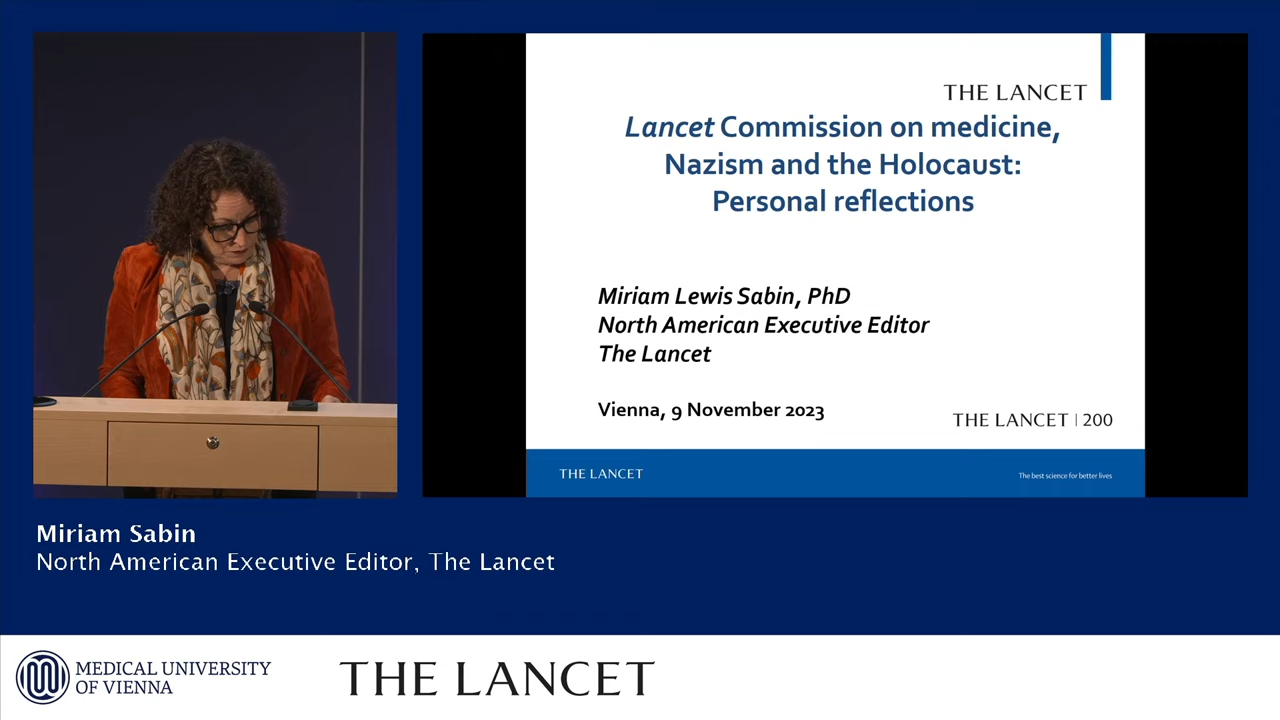 THE LANCET
Lancet Commission on medicine,
Nazism and the Holocaust:
Personal reflections
Miriam Lewis Sabin, PhD
North American Executive Editor
The Lancet
Vienna, 9 November 2023
THE LANCET | 200
THE LANCET
The best science for better lives
Miriam Sabin
North American Executive Editor, The Lancet
MEDICAL UNIVERSITY
OF VIENNA
THE LANCET